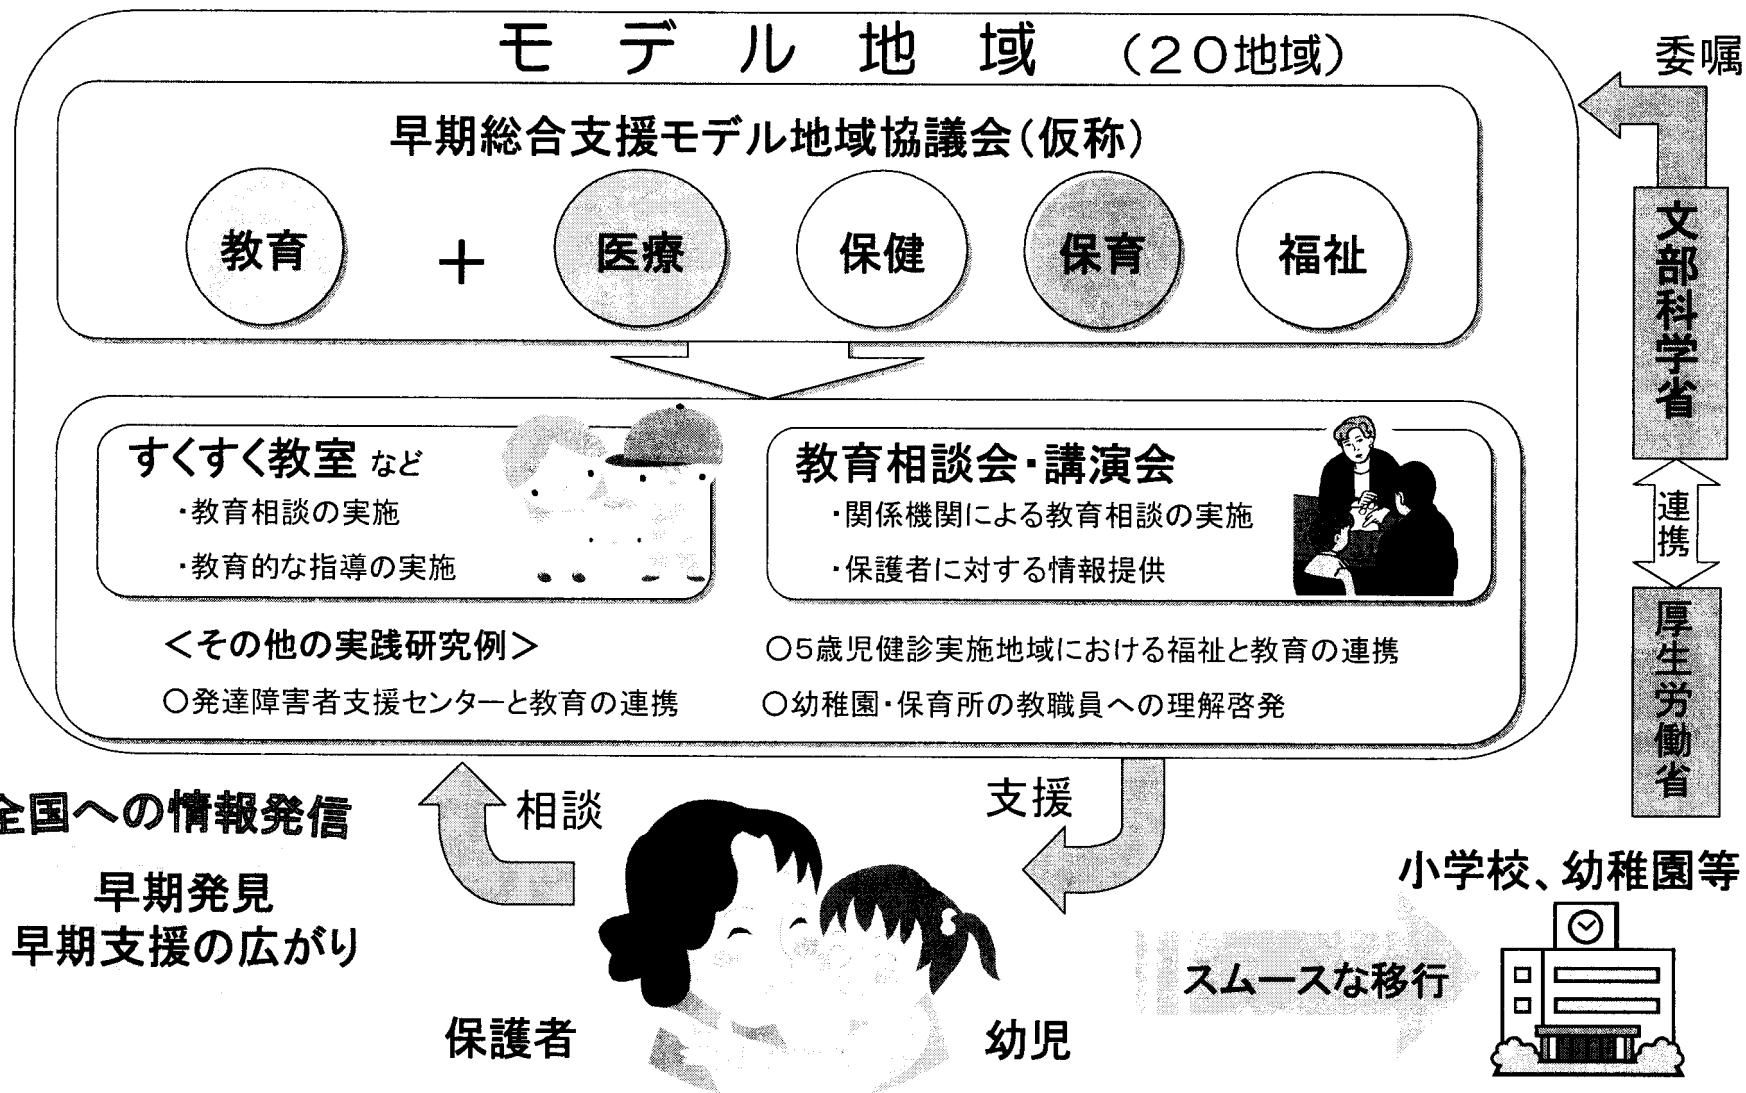 モデル地域（20地域）
委嘱
早期総合支援モデル地域協議会（仮称）
教育
＋
医療
保健
保育
福祉
文部科学省
すくすく教室 など
・教育相談の実施
・教育的な指導の実施
教育相談会・講演会
・関係機関による教育相談の実施
・保護者に対する情報提供
連携
＜その他の実践研究例＞
○5歳児健診実施地域における福祉と教育の連携
○発達障害者支援センターと教育の連携
○幼稚園・保育所の教職員への理解啓発
厚生労働省
全国への情報発信
相談
支援
早期発見
早期支援の広がり
小学校、幼稚園等
スムースな移行
保護者
幼児